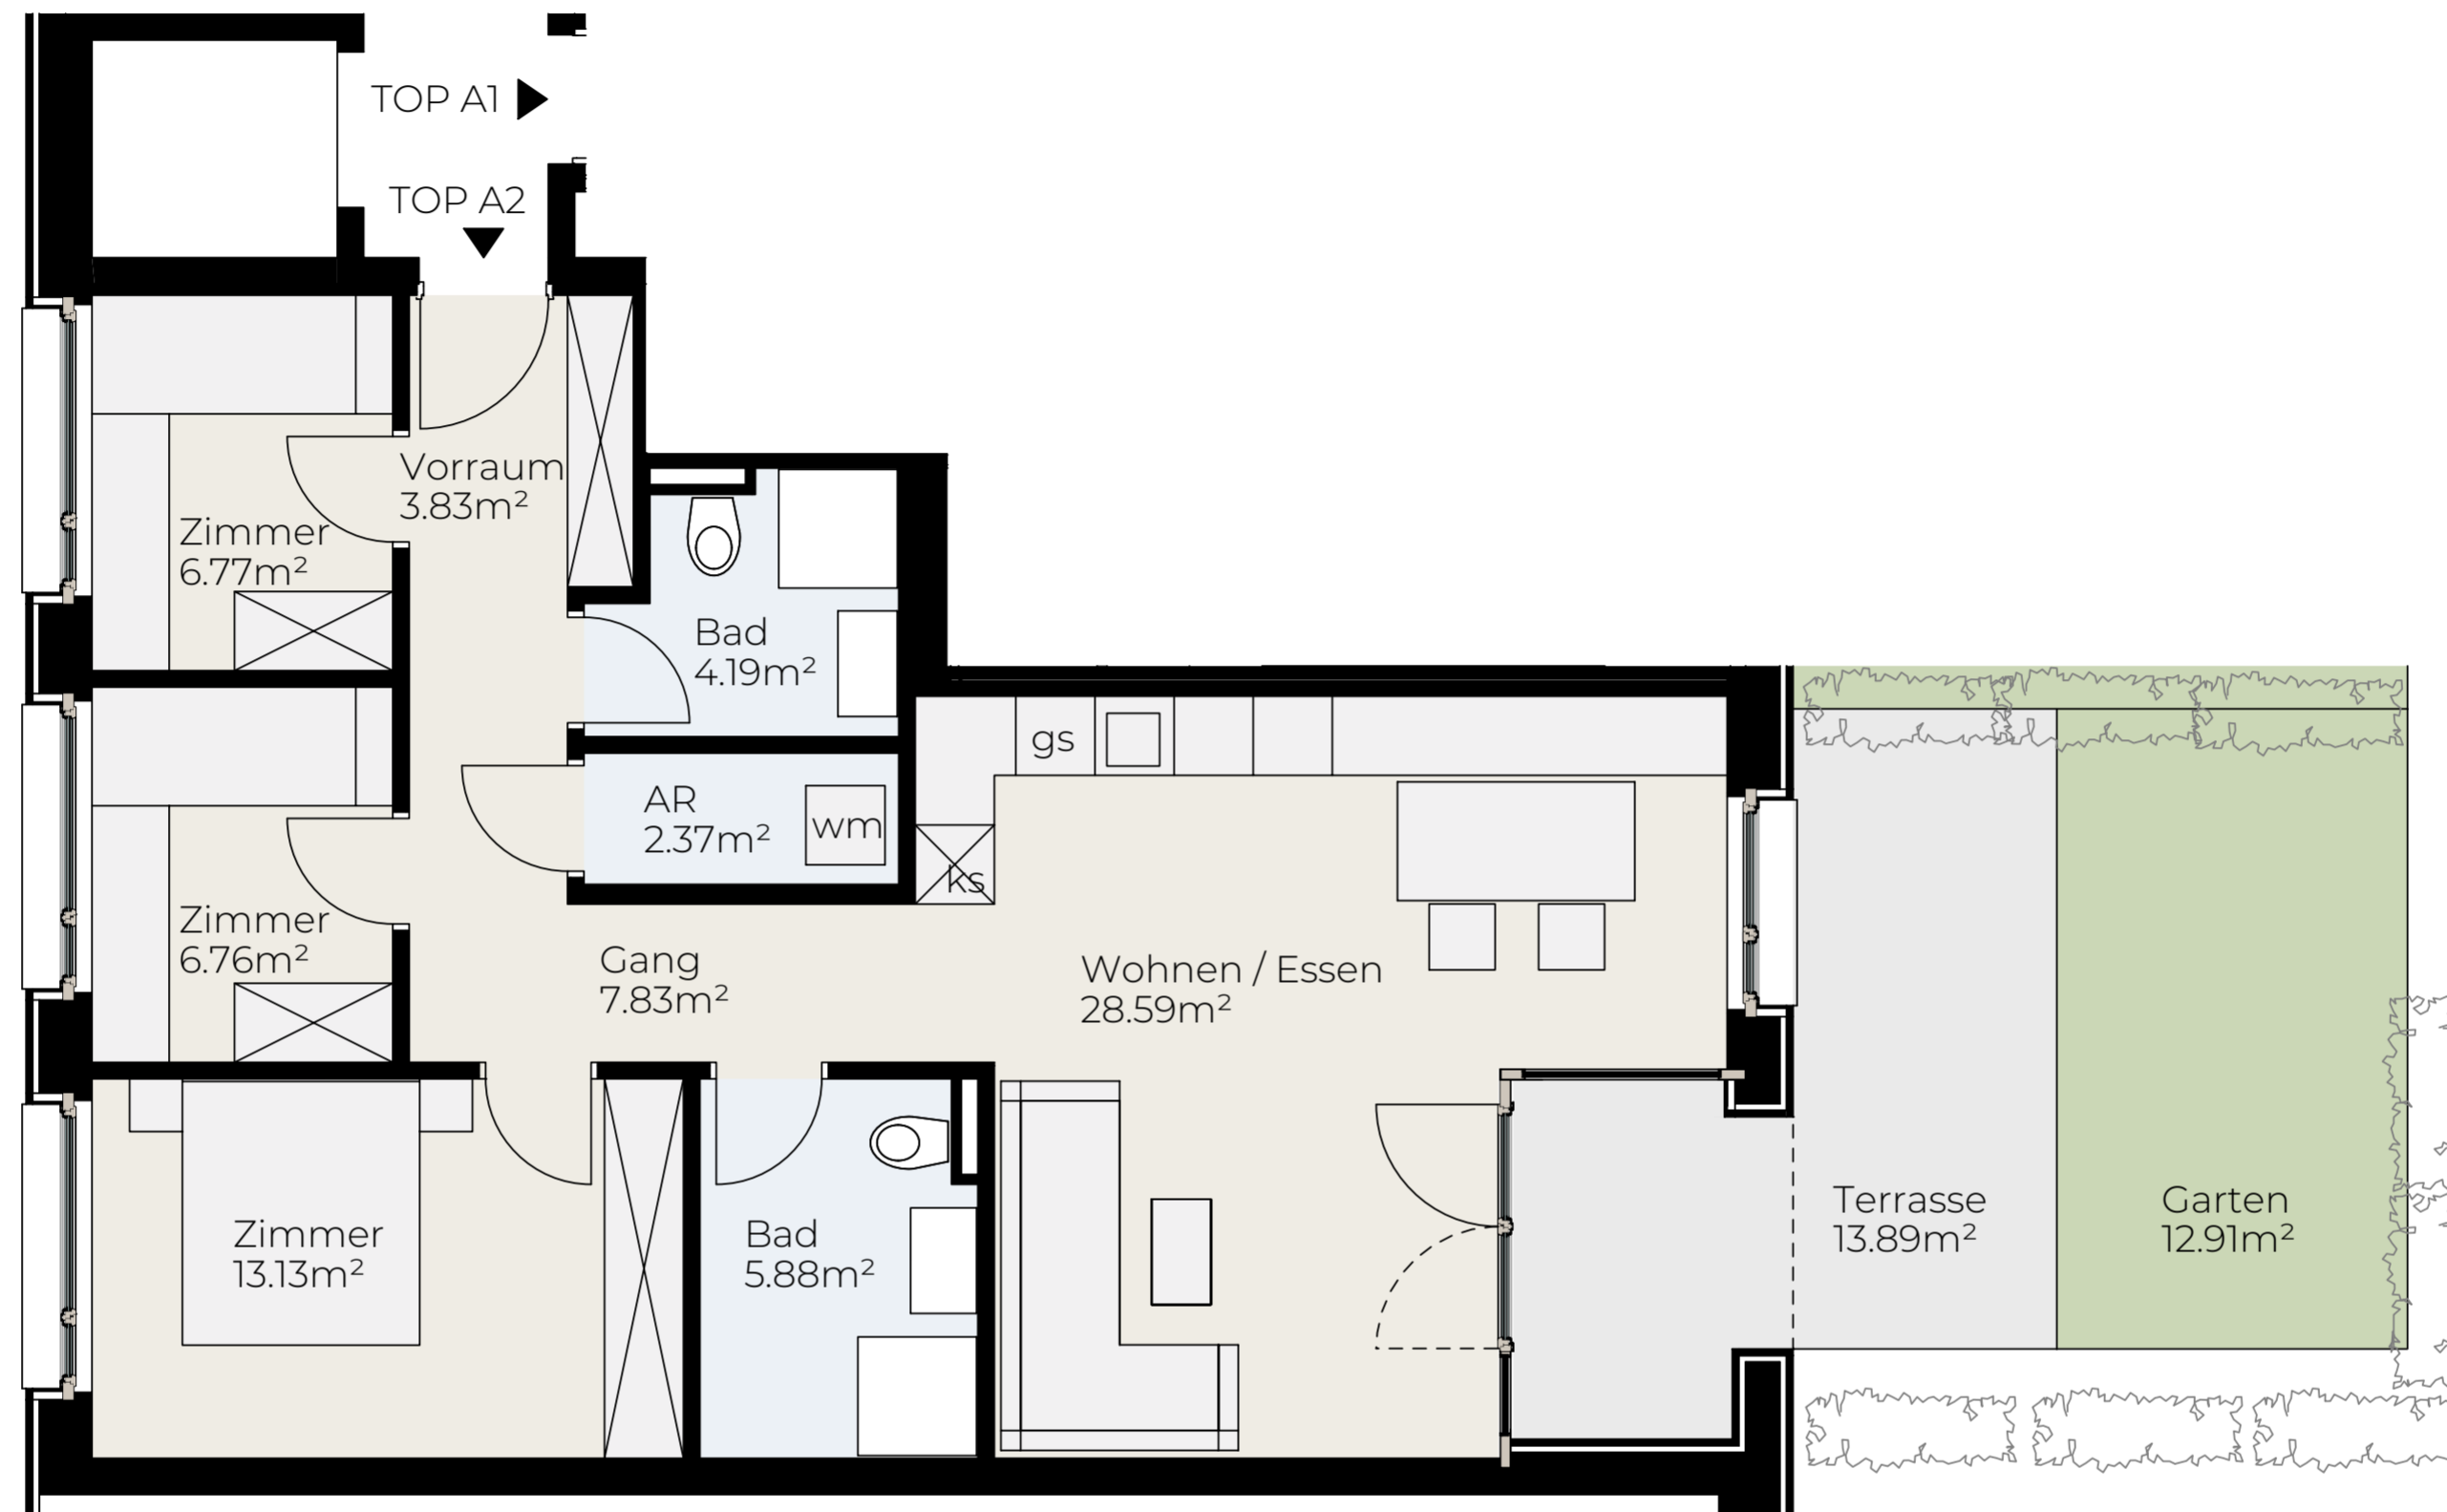 TOP A1
TOP A2
Vorraum
3.83m²
Zimmer
6.77m²
Bad
4.19m²
gs
AR
2.37m²
wm
ks
Zimmer
6.76m²
Gang
7.83m²
Wohnen / Essen
28.59m²
Terrasse
13.89m²
Garten
12.91m²
Zimmer
13.13m²
Bad
5.88m²